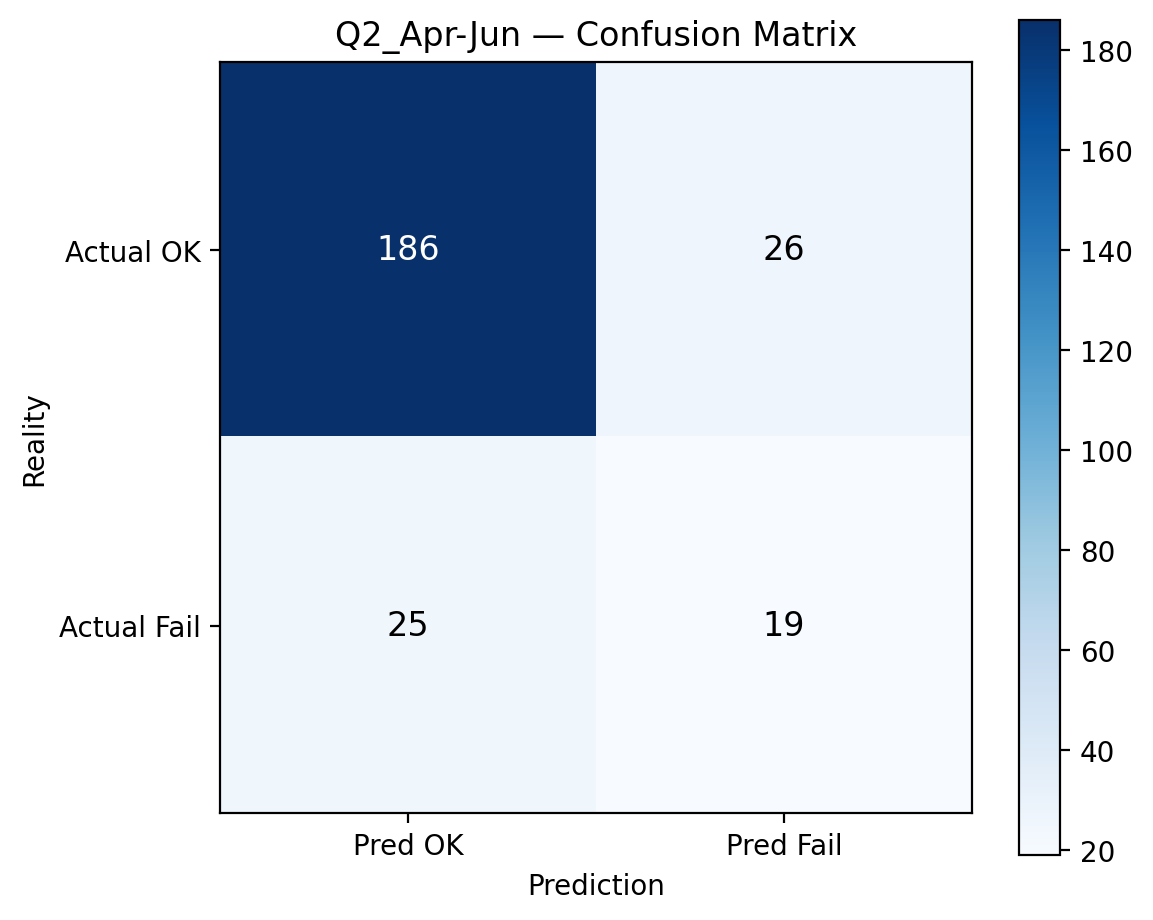 Q2_Apr-Jun — Confusion Matrix
Reality
Actual OK
Actual Fail
186
26
25
19
Pred OK
Pred Fail
Prediction
180
160
140
120
100
80
60
40
20